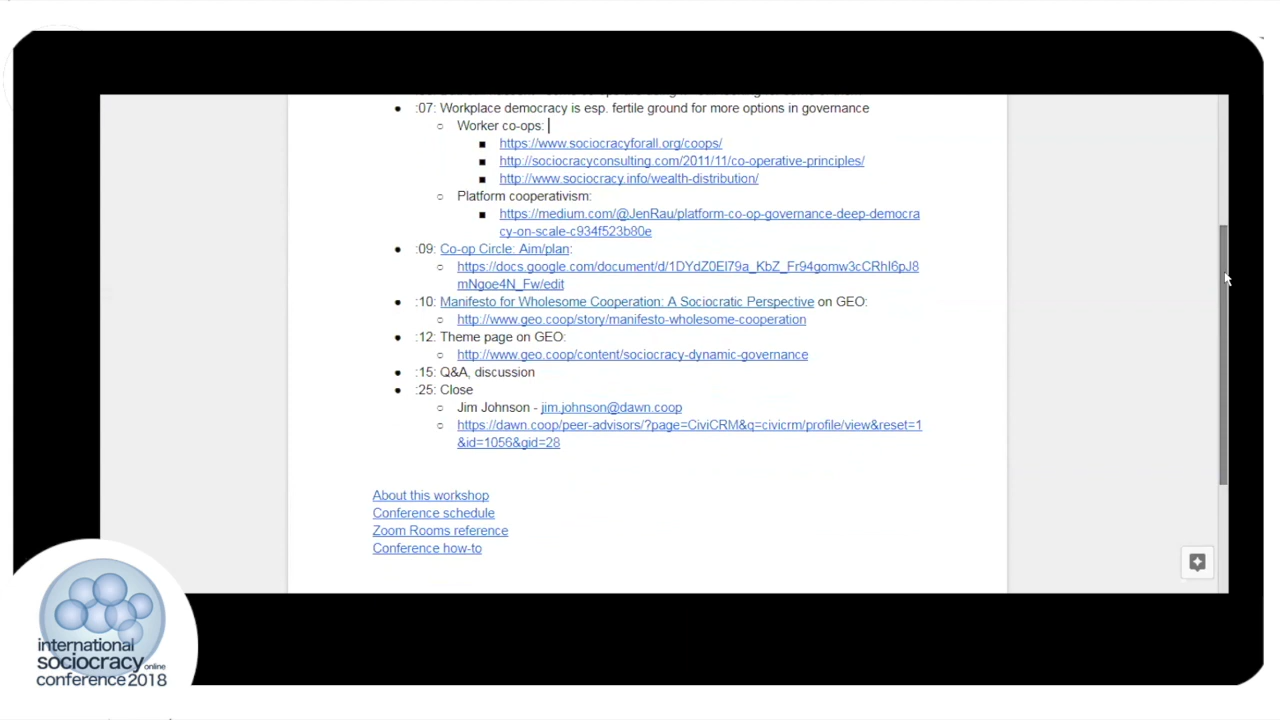 :07: Workplace democracy is esp. fertile ground for more options in governance
Worker co-ops:
https://www.sociocracyforall.org/coops/
http://sociocracyconsulting.com/2011/11/co-operative-principles/
http://www.sociocracy.info/wealth-distribution/
Platform cooperativism:
https://medium.com/@JenRau/platform-co-op-governance-deep-democra
cy-on-scale-c934f523b80e
:09: Co-op Circle: Aim/plan:
https://docs.google.com/document/d/1DYdZ0EI79a_KbZ_Fr94gomw3cCRhI6pJ8
mNgoe4N_Fw/edit
:10: Manifesto for Wholesome Cooperation: A Sociocratic Perspective on GEO:
http://www.geo.coop/story/manifesto-wholesome-cooperation
:12: Theme page on GEO:
http://www.geo.coop/content/sociocracy-dynamic-governance
:15: Q&A, discussion
:25: Close
Jim Johnson - jim.johnson@dawn.coop
https://dawn.coop/peer-advisors/?page=CiviCRM&q=civicrm/profile/view&reset=1
&id=1056&gid=28
About this workshop
Conference schedule
Zoom Rooms reference
Conference how-to
international
sociocracy online
conference 2018